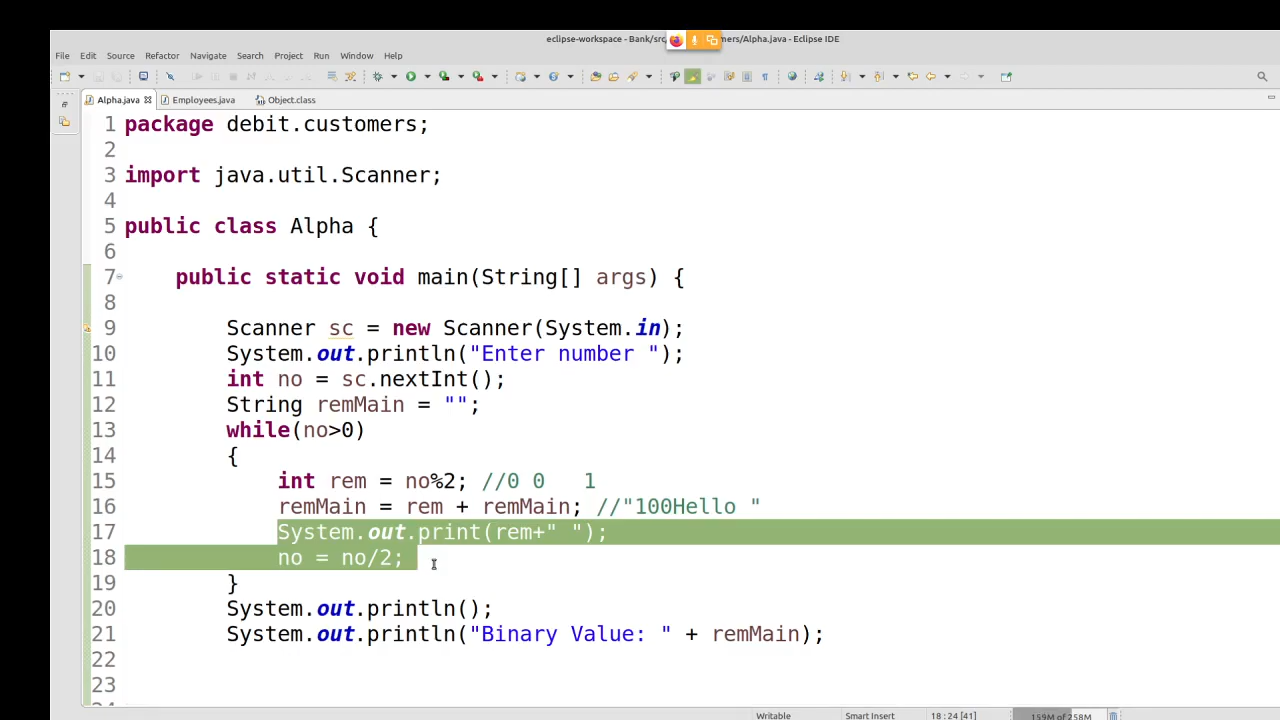 eclipse-workspace - Bank/src mers/Alpha.java - Eclipse IDE
File Edit Source Refactor Navigate Search Project Run Window Help
Alpha.java Employees.java Object.class
1 package debit.customers;
2
3 import java.util.Scanner;
4
5 public class Alpha {
6
7 public static void main(String[] args) {
8
9 Scanner sc = new Scanner(System.in);
10 System.out.println("Enter number ");
11 int no = sc.nextInt();
12 String remMain = "";
13 while(no>0)
14 {
15 int rem = no%2; //0 0   1
16 remMain = rem + remMain; //"100Hello "
17 System.out.print(rem+" ");
18 no = no/2;
19 }
20 System.out.println();
21 System.out.println("Binary Value: " + remMain);
22
23
Writable Smart Insert 18 : 24 [41] 159M of 258M